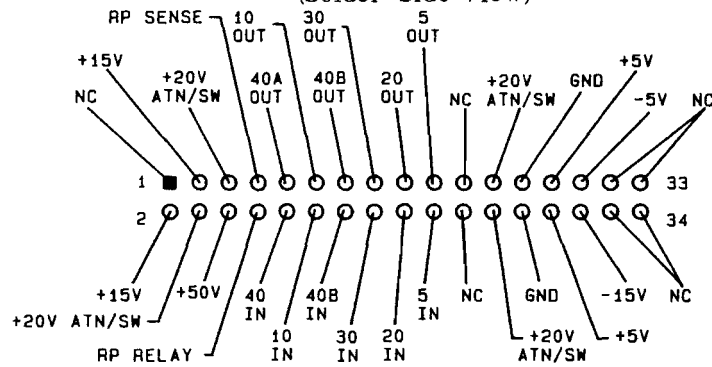 (Solder Side View)
RP SENSE 10 OUT 30 OUT 5 OUT
+15V +20V ATN/SW 40A OUT 40B OUT 20 OUT NC +20V ATN/SW GND +5V
NC -5V NC
1 33
2 34
+15V +50V 40 IN 40B IN 5 IN NC GND -15V NC
+20V ATN/SW 10 IN 30 IN 20 IN +20V ATN/SW +5V
RP RELAY